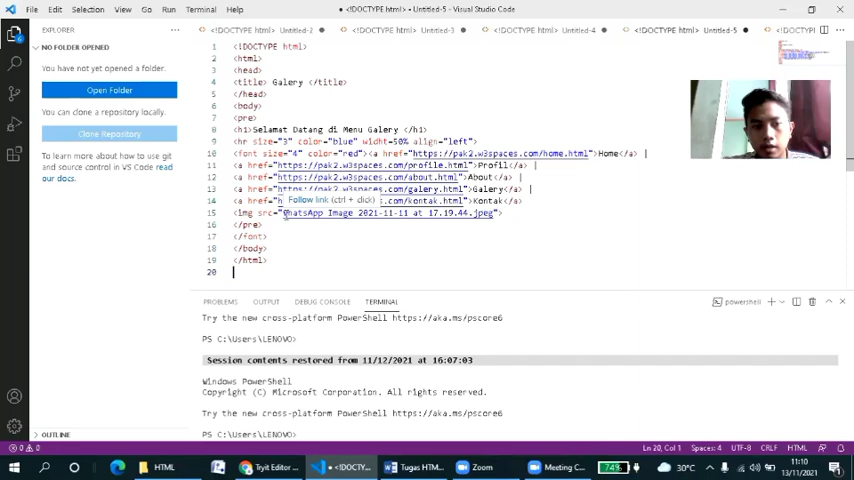 File Edit Selection View Go Run Terminal Help
● <!DOCTYPE html> Untitled-5 - Visual Studio Code
EXPLORER ···
<!DOCTYPE html> Untitled-2 ●
<!DOCTYPE html> Untitled-3 ●
<!DOCTYPE html> Untitled-4 ●
<!DOCTYPE html> Untitled-5 ●
<!DOCTYPI
NO FOLDER OPENED
You have not yet opened a folder.
Open Folder
You can clone a repository locally.
Clone Repository
To learn more about how to use git
and source control in VS Code read
our docs.
OUTLINE
1 <!DOCTYPE html>
2 <html>
3 <head>
4 <title> Galery </title>
5 </head>
6 <body>
7 <pre>
8 <h1>Selamat Datang di Menu Galery </h1>
9 <hr size="3" color="blue" widht=50% align="left">
10 <font size="4" color="red"><a href="https://pak2.w3spaces.com/home.html">Home</a> |
11 <a href="https://pak2.w3spaces.com/profile.html">Profil</a> |
12 <a href="https://pak2.w3spaces.com/about.html">About</a> |
13 <a href="https://pak2.w3spaces.com/galery.html">Galery</a> |
Follow link (ctrl + click)
14 <a href="h s.com/kontak.html">Kontak</a>
15 <img src="WhatsApp Image 2021-11-11 at 17.19.44.jpeg">
16 </pre>
17 </font>
18 </body>
19 </html>
20
PROBLEMS OUTPUT DEBUG CONSOLE TERMINAL
powershell
Try the new cross-platform PowerShell https://aka.ms/pscore6
PS C:\Users\LENOVO>
Session contents restored from 11/12/2021 at 16:07:03
Windows PowerShell
Copyright (C) Microsoft Corporation. All rights reserved.
Try the new cross-platform PowerShell https://aka.ms/pscore6
PS C:\Users\LENOVO>
0 0
Ln 20, Col 1 Spaces: 4 UTF-8 CRLF HTML
HTML
Tryit Editor ...
● <!DOCTY...
Tugas HTM...
Zoom
Meeting C...
74%
30°C
11:10
13/11/2021